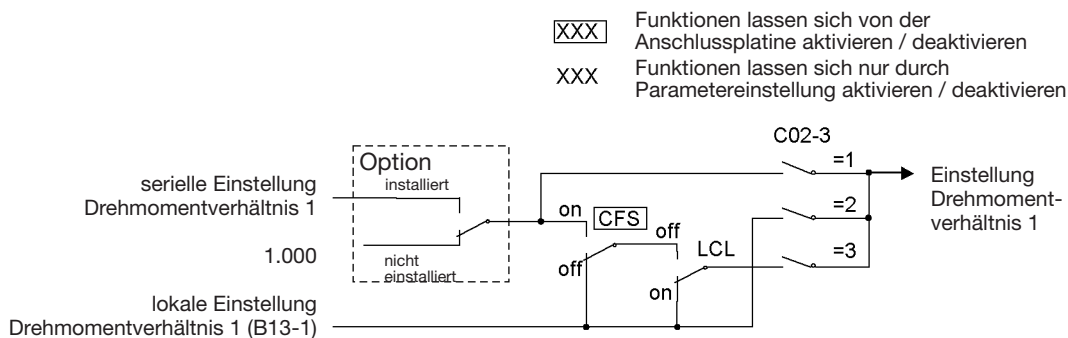 XXX Funktionen lassen sich von der
Anschlussplatine aktivieren / deaktivieren
XXX Funktionen lassen sich nur durch
Parametereinstellung aktivieren / deaktivieren
C02-3
Option
installiert
serielle Einstellung
Drehmomentverhältnis 1
=1
Einstellung
Drehmoment-
verhältnis 1
on
CFS
=2
off
LCL
1.000
nicht
einstalliert
off
=3
on
lokale Einstellung
Drehmomentverhältnis 1 (B13-1)